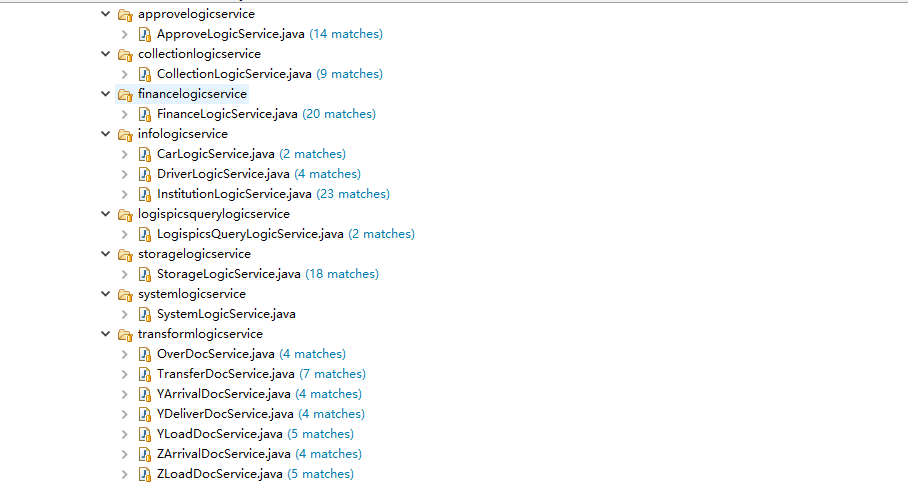 approvelogicservice
ApproveLogicService.java (14 matches)
collectionlogicservice
CollectionLogicService.java (9 matches)
financelogicservice
FinanceLogicService.java (20 matches)
infologicservice
CarLogicService.java (2 matches)
DriverLogicService.java (4 matches)
InstitutionLogicService.java (23 matches)
logispicsquerylogicservice
LogispicsQueryLogicService.java (2 matches)
storagelogicservice
StorageLogicService.java (18 matches)
systemlogicservice
SystemLogicService.java
transformlogicservice
OverDocService.java (4 matches)
TransferDocService.java (7 matches)
YArrivalDocService.java (4 matches)
YDeliverDocService.java (4 matches)
YLoadDocService.java (5 matches)
ZArrivalDocService.java (4 matches)
ZLoadDocService.java (5 matches)